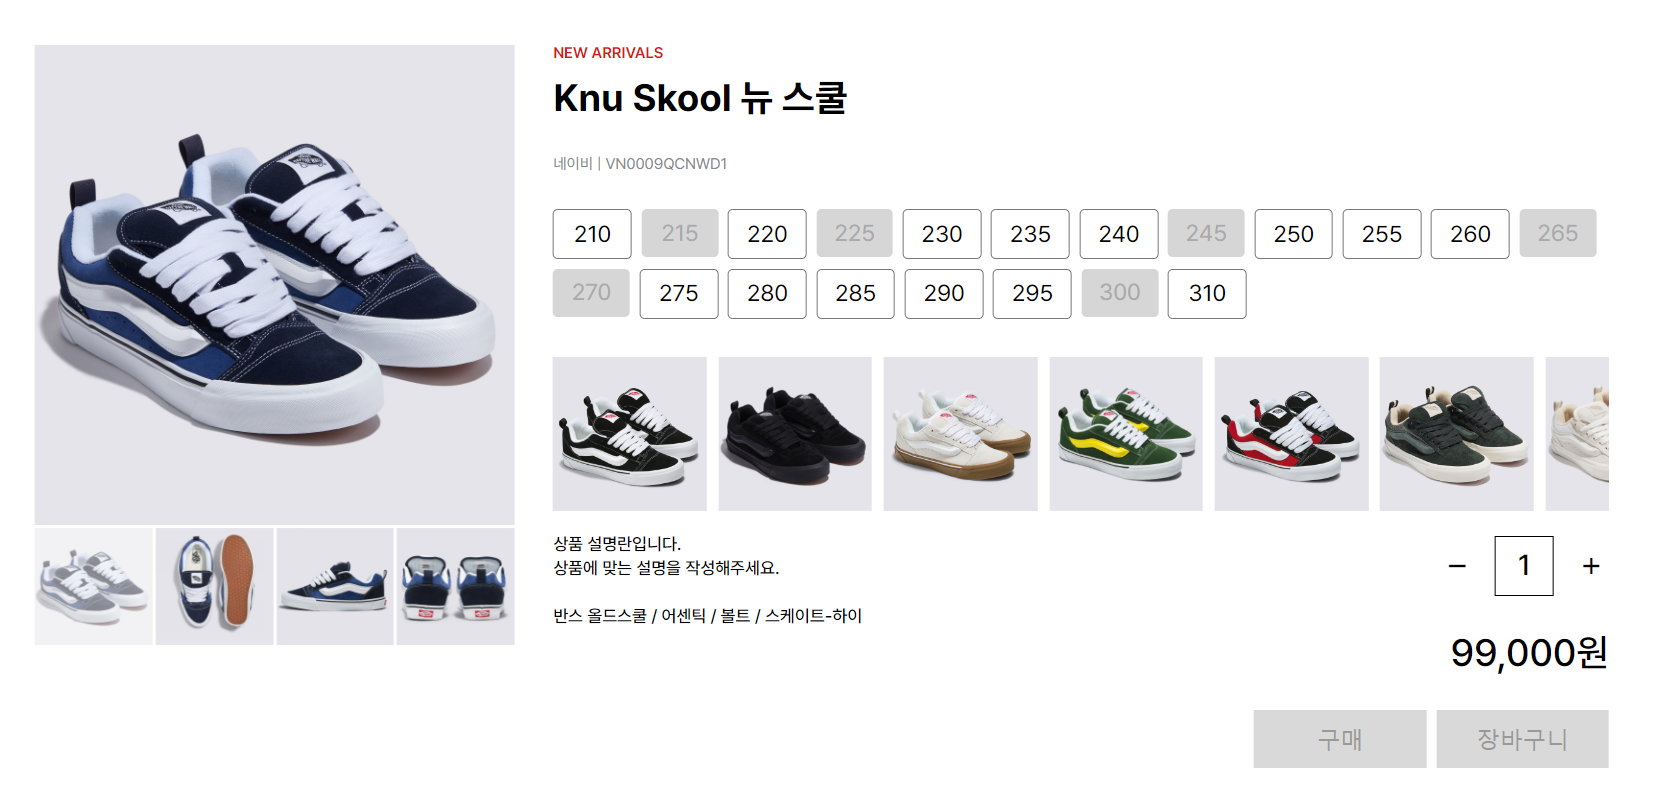 NEW ARRIVALS
Knu Skool 뉴 스쿨
네이비 | VN0009QCNWD1
210 215 220 225 230 235 240 245 250 255 260 265
270 275 280 285 290 295 300 310
상품 설명란입니다.
상품에 맞는 설명을 작성해주세요.
반스 올드스쿨 / 어센틱 / 볼트 / 스케이트-하이
− 1 +
99,000원
구매 장바구니